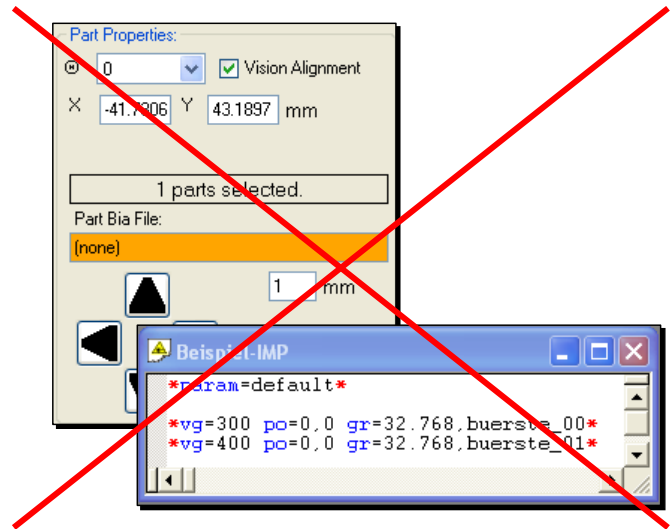 Part Properties:
Θ 0 Vision Alignment
X -41.7306 Y 43.1897 mm
1 parts selected.
Part Bia File:
(none)
1 mm
Beispiel-IMP
*param=default*
*vg=300 po=0,0 gr=32.768,buerste_00*
*vg=400 po=0,0 gr=32.768,buerste_01*